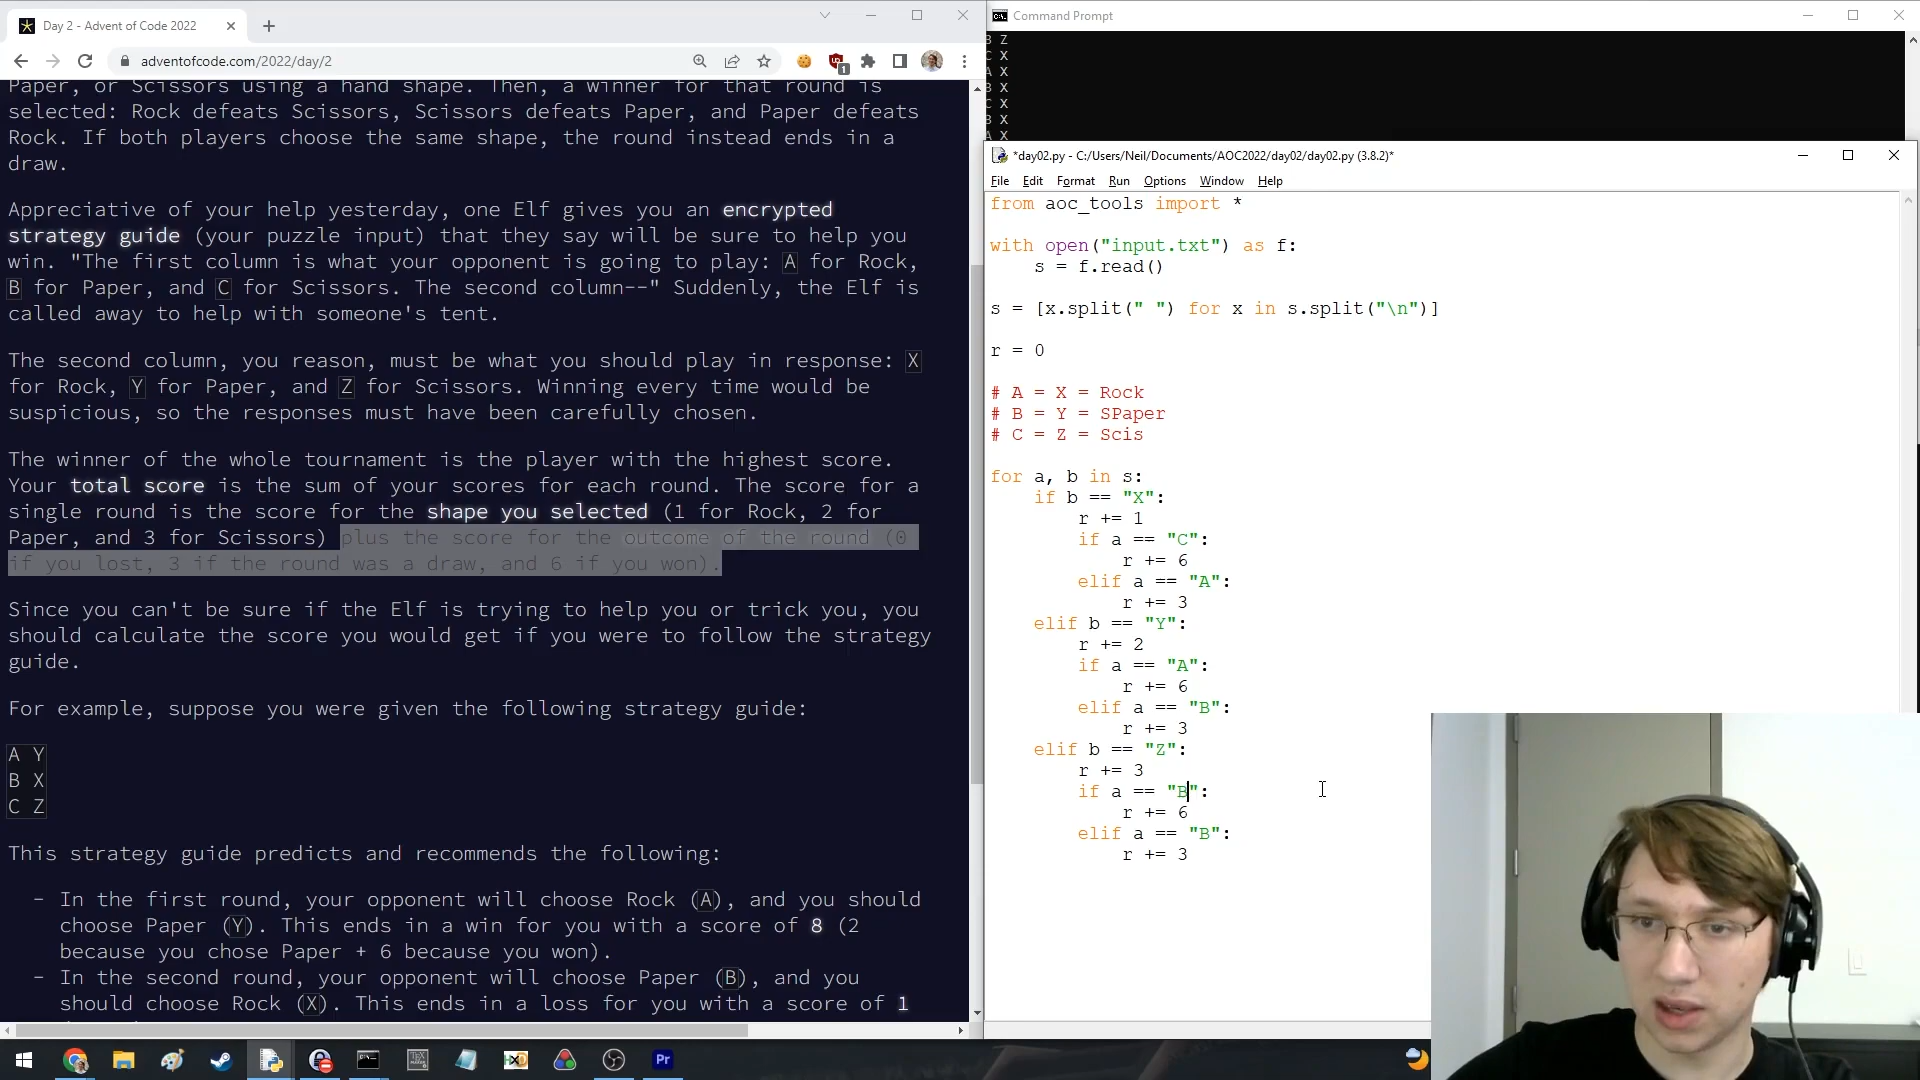 Day 2 - Advent of Code 2022
adventofcode.com/2022/day/2
1
Paper, or Scissors using a hand shape. Then, a winner for that round is
selected: Rock defeats Scissors, Scissors defeats Paper, and Paper defeats
Rock. If both players choose the same shape, the round instead ends in a
draw.
Appreciative of your help yesterday, one Elf gives you an encrypted
strategy guide (your puzzle input) that they say will be sure to help you
win. "The first column is what your opponent is going to play: A for Rock,
B for Paper, and C for Scissors. The second column--" Suddenly, the Elf is
called away to help with someone's tent.
The second column, you reason, must be what you should play in response: X
for Rock, Y for Paper, and Z for Scissors. Winning every time would be
suspicious, so the responses must have been carefully chosen.
The winner of the whole tournament is the player with the highest score.
Your total score is the sum of your scores for each round. The score for a
single round is the score for the shape you selected (1 for Rock, 2 for
Paper, and 3 for Scissors) plus the score for the outcome of the round (0
if you lost, 3 if the round was a draw, and 6 if you won).
Since you can't be sure if the Elf is trying to help you or trick you, you
should calculate the score you would get if you were to follow the strategy
guide.
For example, suppose you were given the following strategy guide:
A Y
B X
C Z
This strategy guide predicts and recommends the following:
- In the first round, your opponent will choose Rock (A), and you should
choose Paper (Y). This ends in a win for you with a score of 8 (2
because you chose Paper + 6 because you won).
- In the second round, your opponent will choose Paper (B), and you
should choose Rock (X). This ends in a loss for you with a score of 1
Command Prompt
B Z
C X
A X
B X
C X
B X
A X
*day02.py - C:/Users/Neil/Documents/AOC2022/day02/day02.py (3.8.2)*
File Edit Format Run Options Window Help
from aoc_tools import *
with open("input.txt") as f:
    s = f.read()
s = [x.split(" ") for x in s.split("\n")]
r = 0
# A = X = Rock
# B = Y = SPaper
# C = Z = Scis
for a, b in s:
    if b == "X":
        r += 1
        if a == "C":
            r += 6
        elif a == "A":
            r += 3
    elif b == "Y":
        r += 2
        if a == "A":
            r += 6
        elif a == "B":
            r += 3
    elif b == "Z":
        r += 3
        if a == "B":
            r += 6
        elif a == "B":
            r += 3
Pr